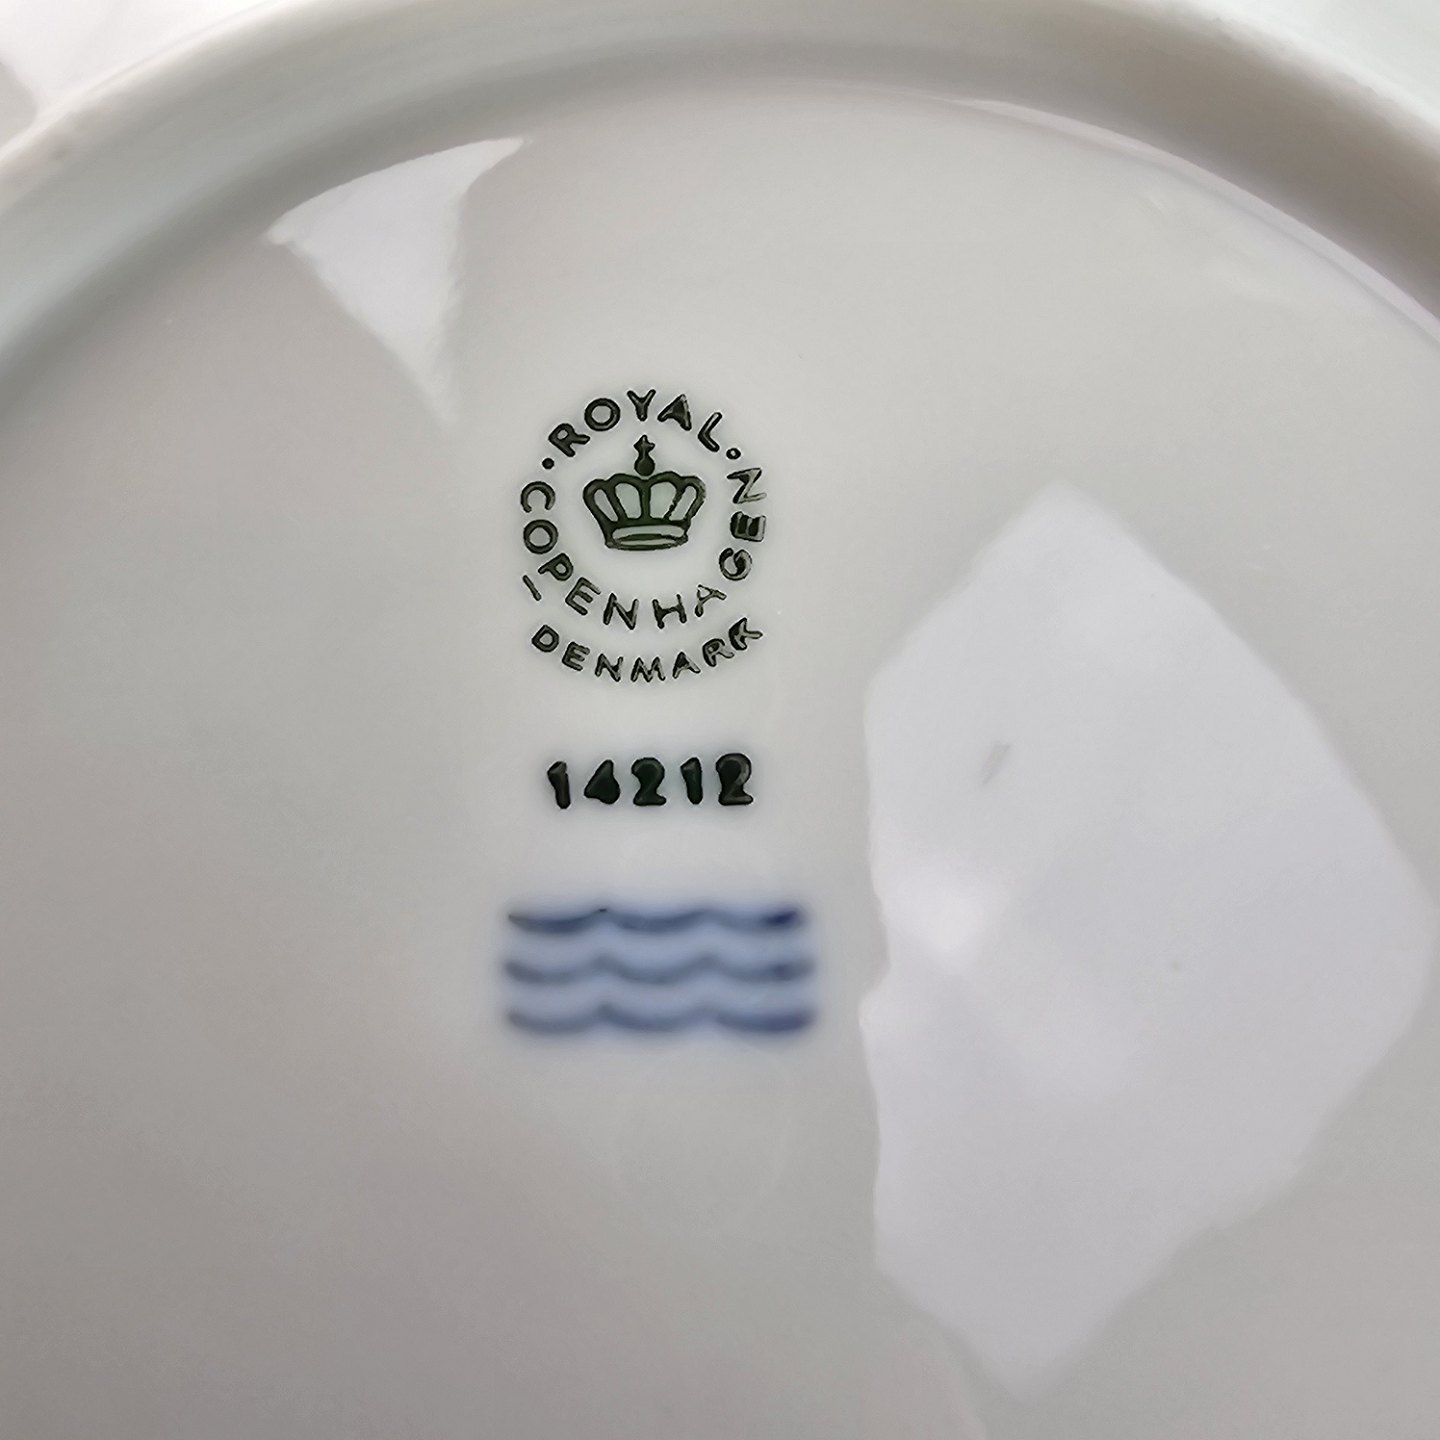 ROYAL
COPENHAGEN
DENMARK
14212